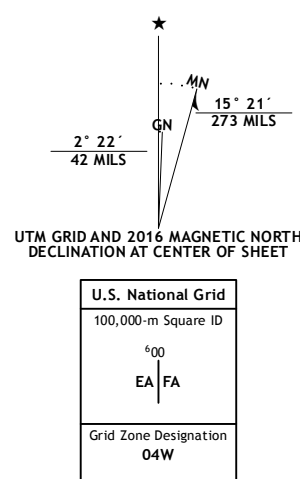 ★
MN
GN
15° 21´
273 MILS
2° 22´
42 MILS
UTM GRID AND 2016 MAGNETIC NORTH
DECLINATION AT CENTER OF SHEET
U.S. National Grid
100,000-m Square ID
⁶00
EA FA
Grid Zone Designation
04W